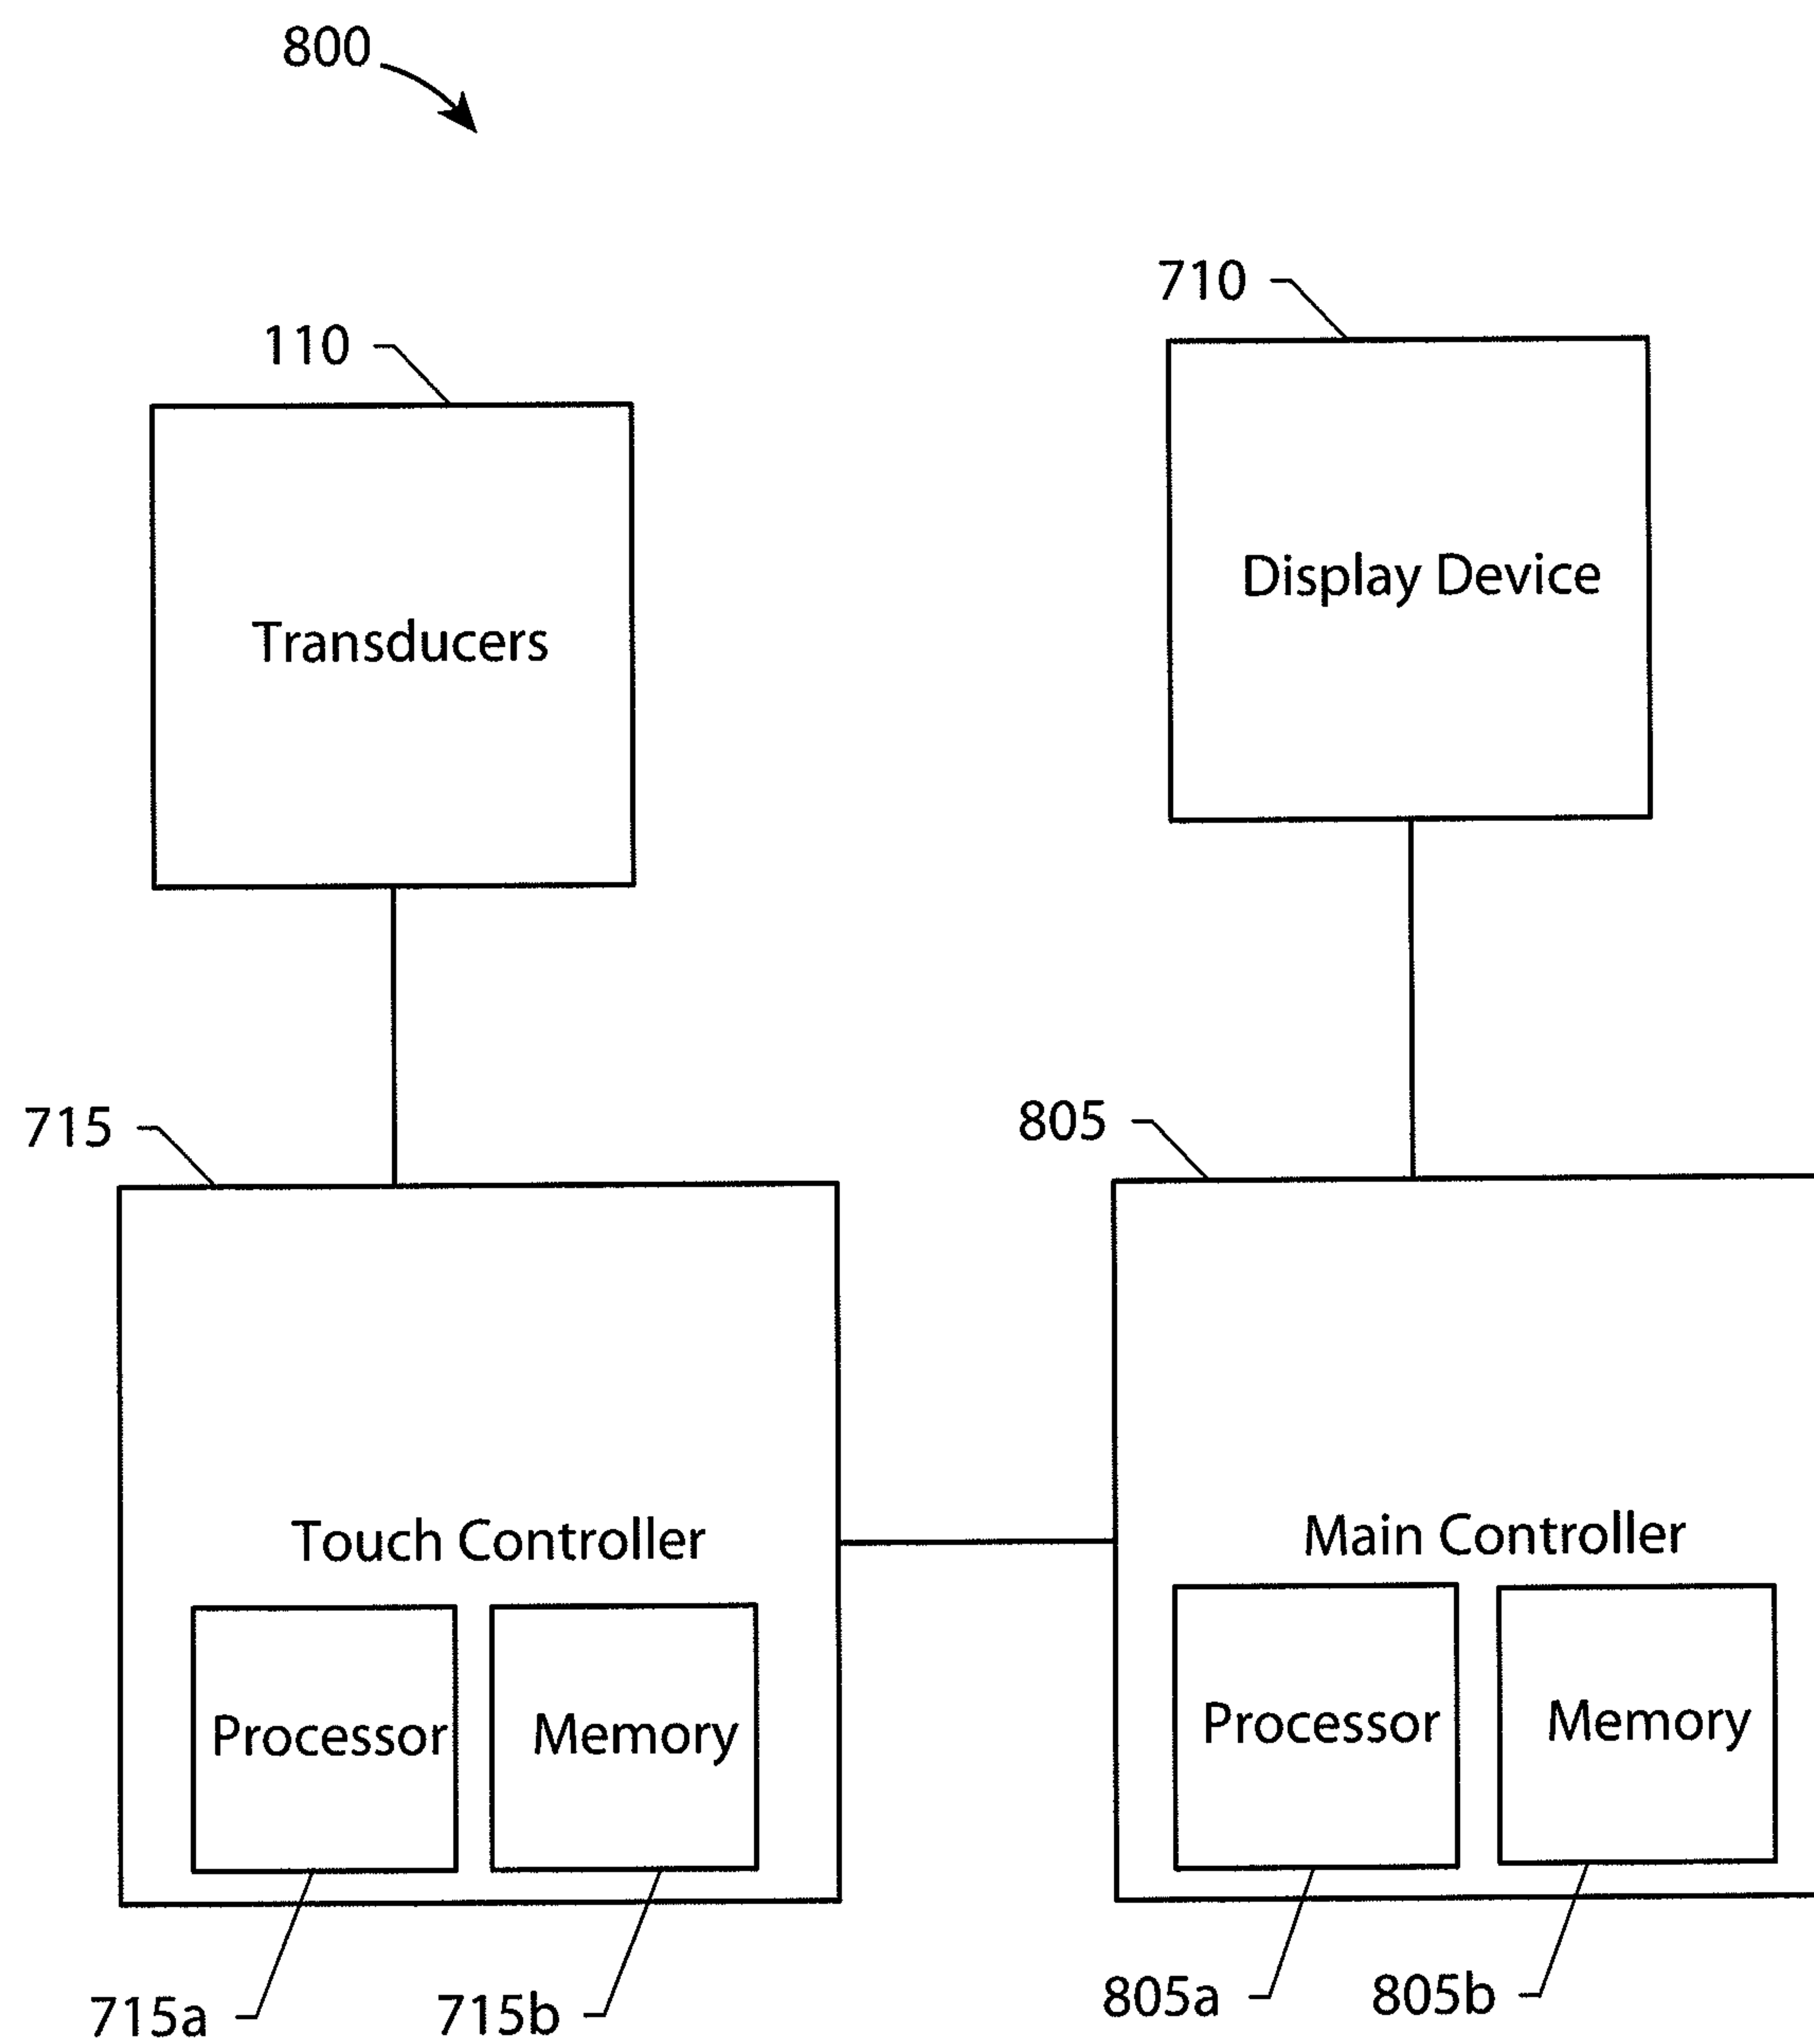 800
710
110
Display Device
Transducers
715
805
Touch Controller
Main Controller
Processor
Memory
Processor
Memory
715a
715b
805a
805b